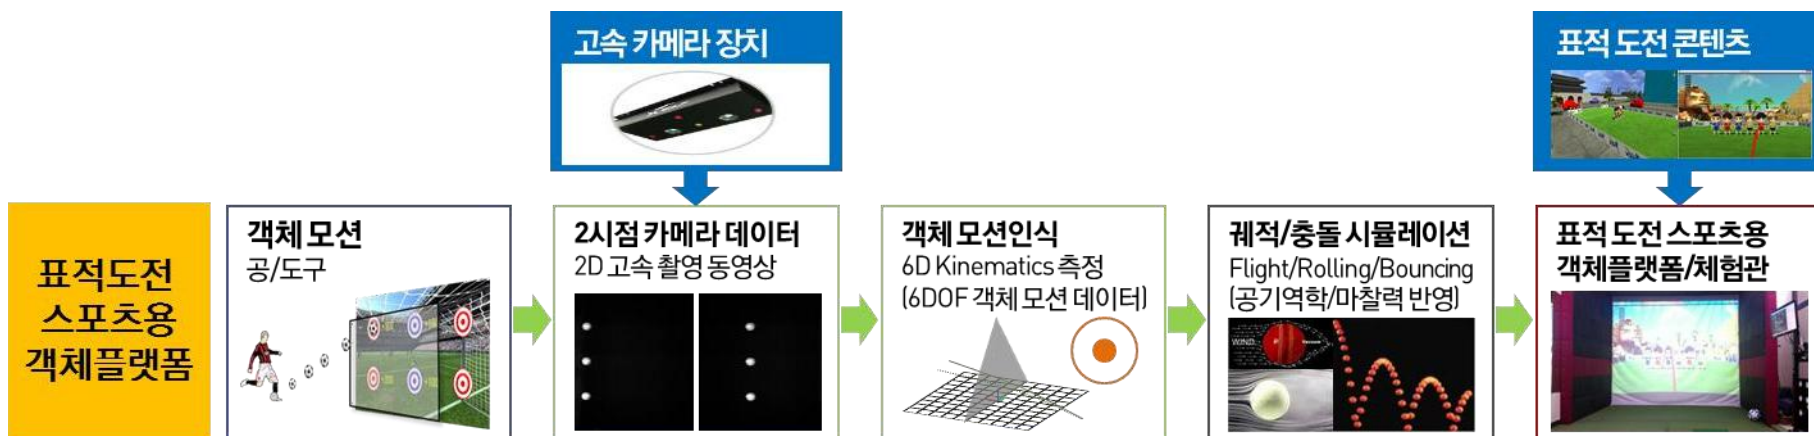 고속 카메라 장치
표적 도전 콘텐츠
표적도전
스포츠용
객체플랫폼
객체 모션
공/도구
2시점 카메라 데이터
2D 고속 촬영 동영상
객체 모션인식
6D Kinematics 측정
(6DOF 객체 모션 데이터)
궤적/충돌 시뮬레이션
Flight/Rolling/Bouncing
(공기역학/마찰력 반영)
WIND
표적 도전 스포츠용
객체플랫폼/체험관